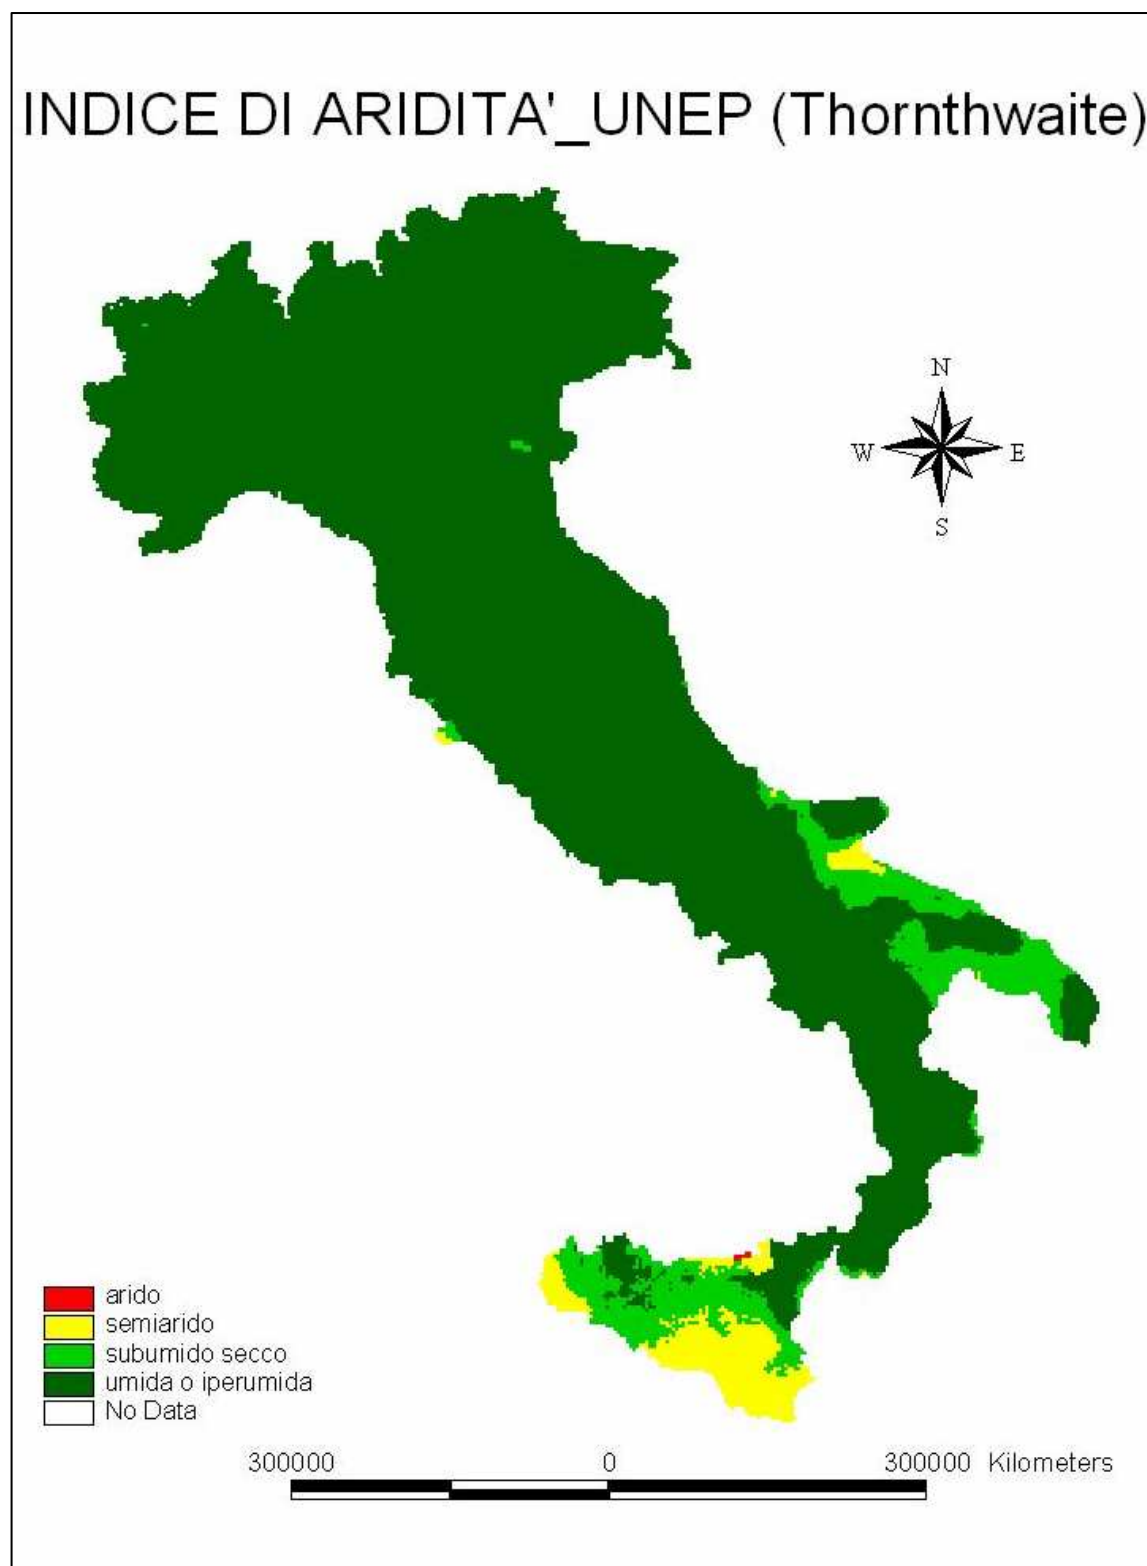 INDICE DI ARIDITA'_UNEP (Thornthwaite)
N
W E
S
arido
semiarido
subumido secco
umida o iperumida
No Data
300000 0 300000 Kilometers